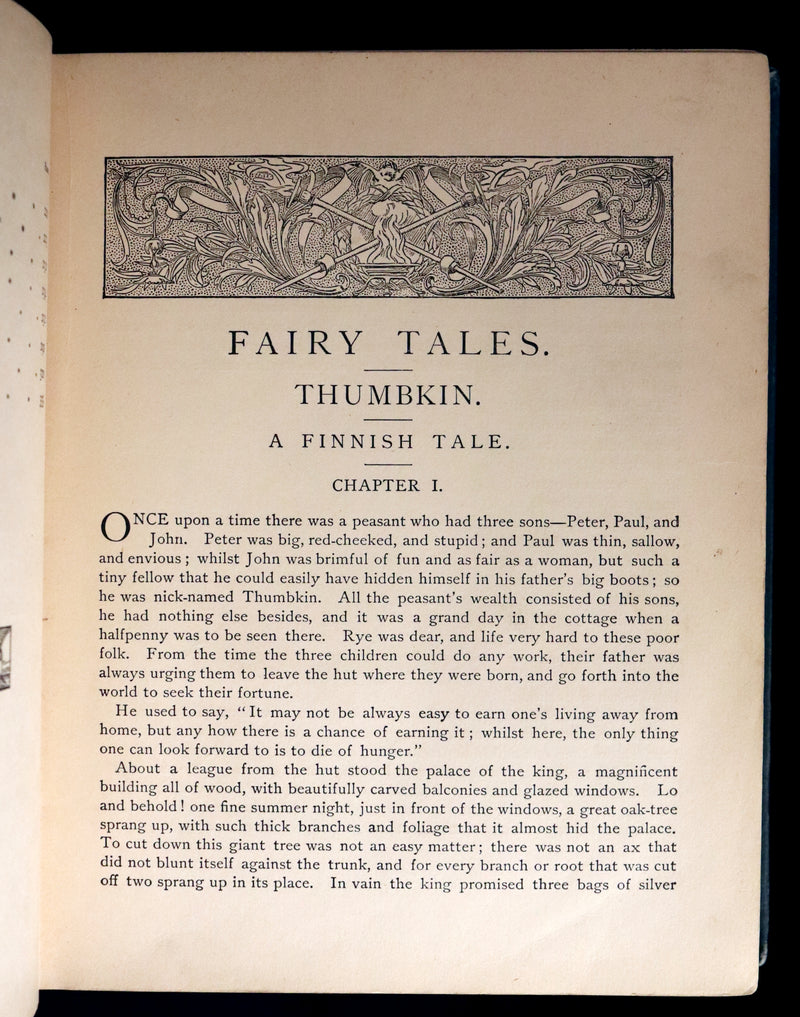 FAIRY TALES.
THUMBKIN.
A FINNISH TALE.
CHAPTER I.
ONCE upon a time there was a peasant who had three sons—Peter, Paul, and
John. Peter was big, red-cheeked, and stupid; and Paul was thin, sallow,
and envious; whilst John was brimful of fun and as fair as a woman, but such a
tiny fellow that he could easily have hidden himself in his father's big boots; so
he was nick-named Thumbkin. All the peasant's wealth consisted of his sons,
he had nothing else besides, and it was a grand day in the cottage when a
halfpenny was to be seen there. Rye was dear, and life very hard to these poor
folk. From the time the three children could do any work, their father was
always urging them to leave the hut where they were born, and go forth into the
world to seek their fortune.
He used to say, "It may not be always easy to earn one's living away from
home, but any how there is a chance of earning it; whilst here, the only thing
one can look forward to is to die of hunger."
About a league from the hut stood the palace of the king, a magnificent
building all of wood, with beautifully carved balconies and glazed windows. Lo
and behold! one fine summer night, just in front of the windows, a great oak-tree
sprang up, with such thick branches and foliage that it almost hid the palace.
To cut down this giant tree was not an easy matter; there was not an ax that
did not blunt itself against the trunk, and for every branch or root that was cut
off two sprang up in its place. In vain the king promised three bags of silver